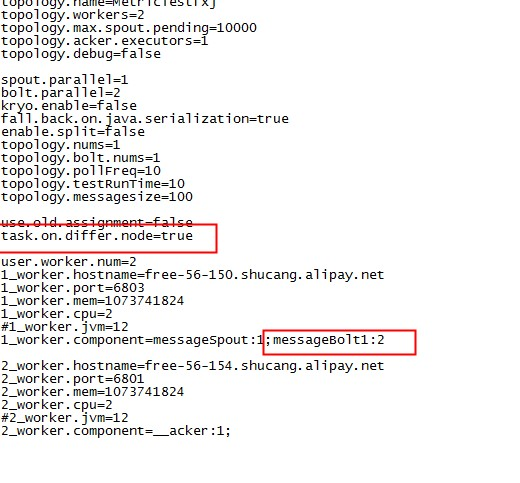 topology.name=MetricTestfxj
topology.workers=2
topology.max.spout.pending=10000
topology.acker.executors=1
topology.debug=false
spout.parallel=1
bolt.parallel=2
kryo.enable=false
fall.back.on.java.serialization=true
enable.split=false
topology.nums=1
topology.bolt.nums=1
topology.pollFreq=10
topology.testRunTime=10
topology.messagesize=100
use.old.assignment=false
task.on.differ.node=true
user.worker.num=2
1_worker.hostname=free-56-150.shucang.alipay.net
1_worker.port=6803
1_worker.mem=1073741824
1_worker.cpu=2
#1_worker.jvm=12
1_worker.component=messageSpout:1;messageBolt1:2
2_worker.hostname=free-56-154.shucang.alipay.net
2_worker.port=6801
2_worker.mem=1073741824
2_worker.cpu=2
#2_worker.jvm=12
2_worker.component=__acker:1;